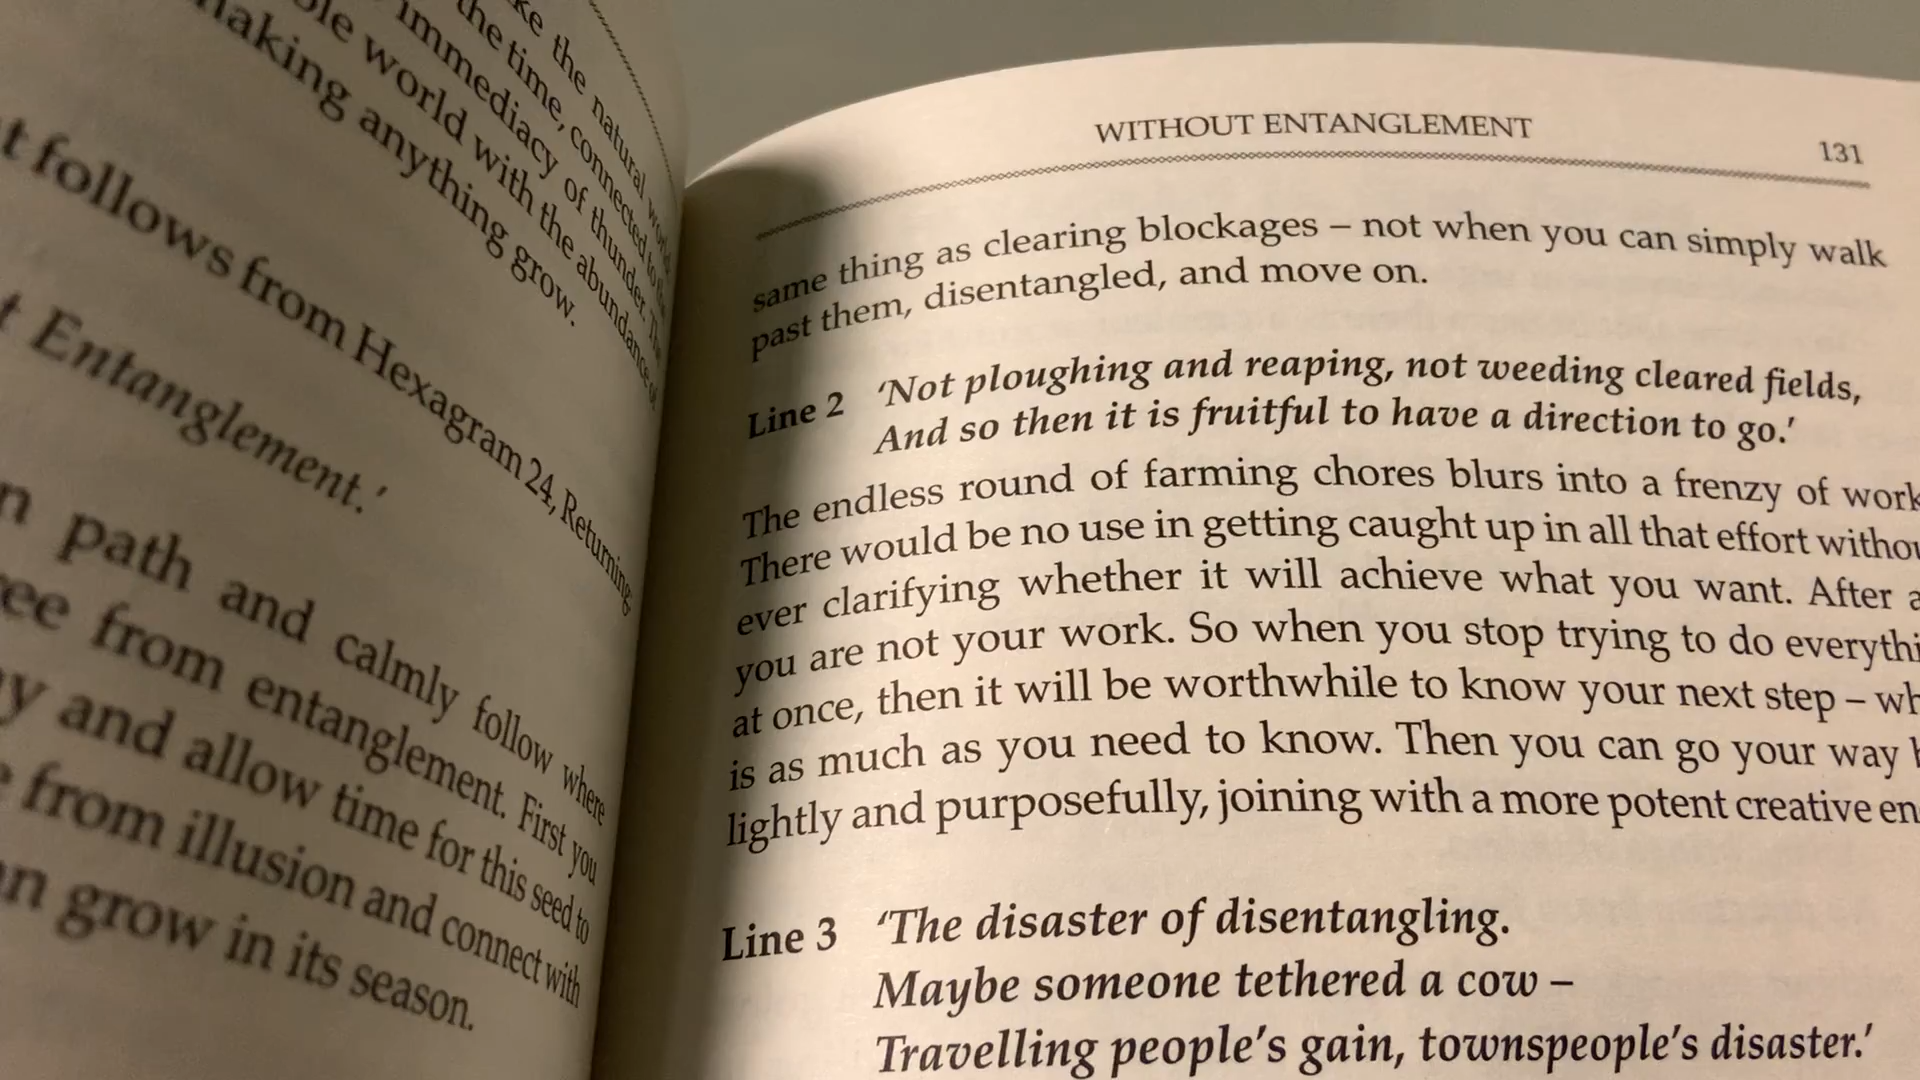 ke the natural world
the time, connected to the
immediacy of thunder. The
ble world with the abundance of
making anything grow.
t follows from Hexagram 24, Returning:
t Entanglement.’
n path and calmly follow where
ree from entanglement. First you
y and allow time for this seed to
e from illusion and connect with
an grow in its season.
WITHOUT ENTANGLEMENT 131
same thing as clearing blockages – not when you can simply walk
past them, disentangled, and move on.
Line 2 ‘Not ploughing and reaping, not weeding cleared fields,
And so then it is fruitful to have a direction to go.’
The endless round of farming chores blurs into a frenzy of work
There would be no use in getting caught up in all that effort withou
ever clarifying whether it will achieve what you want. After a
you are not your work. So when you stop trying to do everythi
at once, then it will be worthwhile to know your next step – wh
is as much as you need to know. Then you can go your way
lightly and purposefully, joining with a more potent creative en
Line 3 ‘The disaster of disentangling.
Maybe someone tethered a cow –
Travelling people’s gain, townspeople’s disaster.’